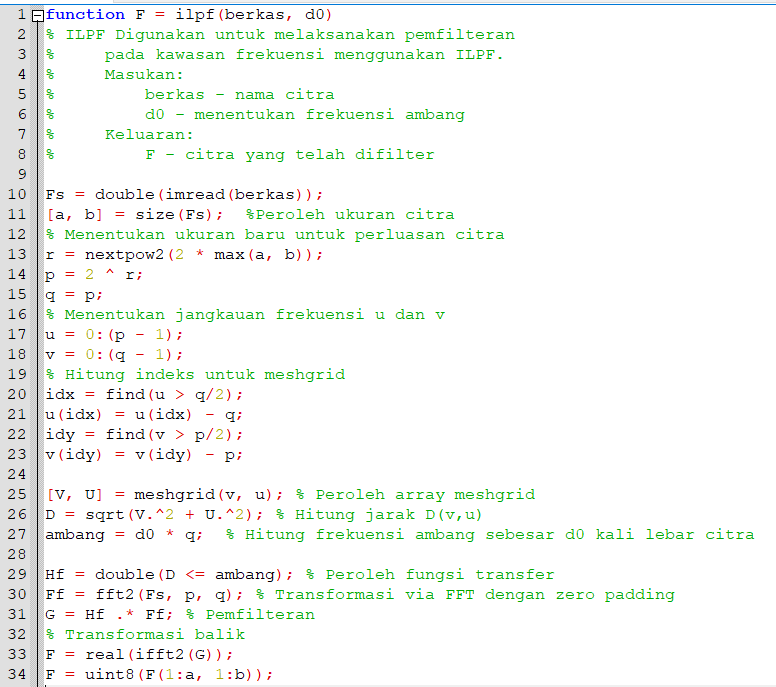 1 function F = ilpf(berkas, d0)
2 % ILPF Digunakan untuk melaksanakan pemfilteran
3 %     pada kawasan frekuensi menggunakan ILPF.
4 %     Masukan:
5 %         berkas - nama citra
6 %         d0 - menentukan frekuensi ambang
7 %     Keluaran:
8 %         F - citra yang telah difilter
9
10 Fs = double(imread(berkas));
11 [a, b] = size(Fs);  %Peroleh ukuran citra
12 % Menentukan ukuran baru untuk perluasan citra
13 r = nextpow2(2 * max(a, b));
14 p = 2 ^ r;
15 q = p;
16 % Menentukan jangkauan frekuensi u dan v
17 u = 0:(p - 1);
18 v = 0:(q - 1);
19 % Hitung indeks untuk meshgrid
20 idx = find(u > q/2);
21 u(idx) = u(idx) - q;
22 idy = find(v > p/2);
23 v(idy) = v(idy) - p;
24
25 [V, U] = meshgrid(v, u); % Peroleh array meshgrid
26 D = sqrt(V.^2 + U.^2); % Hitung jarak D(v,u)
27 ambang = d0 * q;  % Hitung frekuensi ambang sebesar d0 kali lebar citra
28
29 Hf = double(D <= ambang); % Peroleh fungsi transfer
30 Ff = fft2(Fs, p, q); % Transformasi via FFT dengan zero padding
31 G = Hf .* Ff; % Pemfilteran
32 % Transformasi balik
33 F = real(ifft2(G));
34 F = uint8(F(1:a, 1:b));